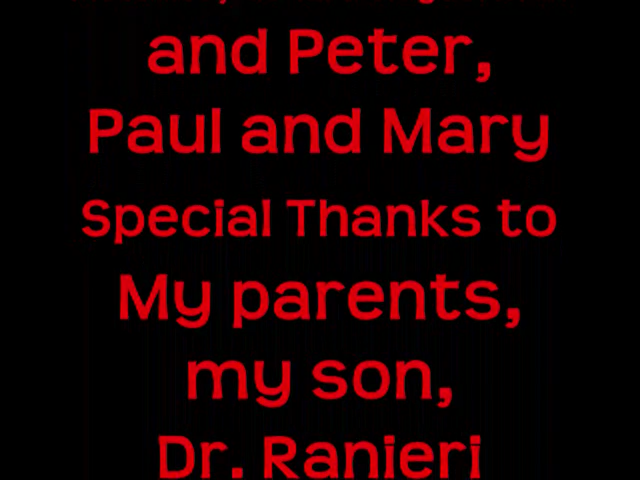 and Peter,
Paul and Mary
Special Thanks to
My parents,
my son,
Dr. Ranieri